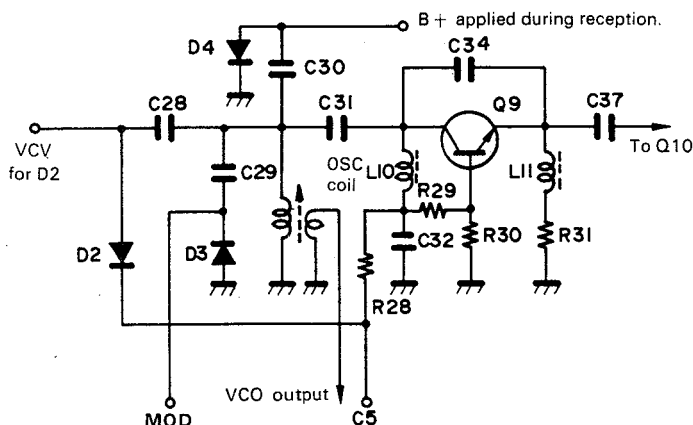 B + applied during reception.
D4
C34
C30
C28
C31
Q9
C37
VCV
for D2
To Q10
OSC
coil
C29
L10
L11
R29
D2
D3
C32
R30
R31
R28
VCO output
MOD
C5